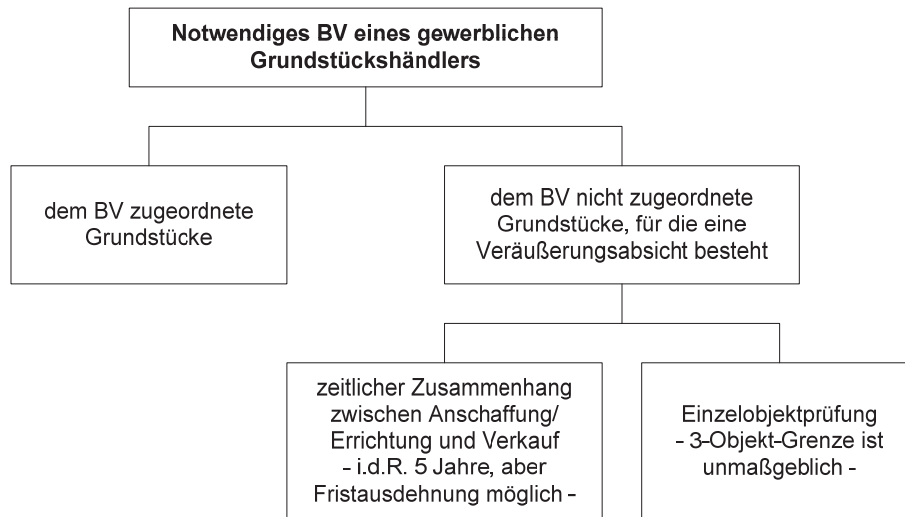 Notwendiges BV eines gewerblichen
Grundstückshändlers
dem BV zugeordnete
Grundstücke
dem BV nicht zugeordnete
Grundstücke, für die eine
Veräußerungsabsicht besteht
zeitlicher Zusammenhang
zwischen Anschaffung/
Errichtung und Verkauf
- i.d.R. 5 Jahre, aber
Fristausdehnung möglich -
Einzelobjektprüfung
- 3-Objekt-Grenze ist
unmaßgeblich -